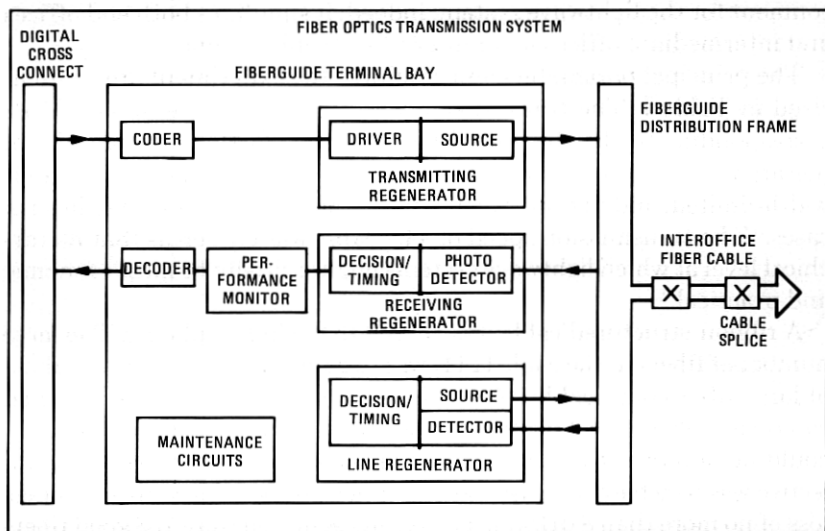 FIBER OPTICS TRANSMISSION SYSTEM
DIGITAL
CROSS
CONNECT
FIBERGUIDE TERMINAL BAY
FIBERGUIDE
DISTRIBUTION FRAME
CODER
DRIVER
SOURCE
TRANSMITTING
REGENERATOR
DECODER
PER-
FORMANCE
MONITOR
DECISION/
TIMING
PHOTO
DETECTOR
RECEIVING
REGENERATOR
INTEROFFICE
FIBER CABLE
X
X
CABLE
SPLICE
DECISION/
TIMING
SOURCE
DETECTOR
LINE REGENERATOR
MAINTENANCE
CIRCUITS